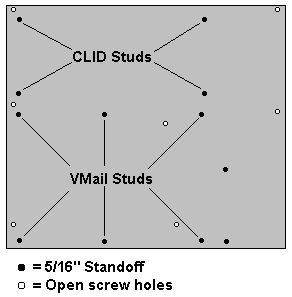 CLID Studs
VMail Studs
= 5/16" Standoff
= Open screw holes